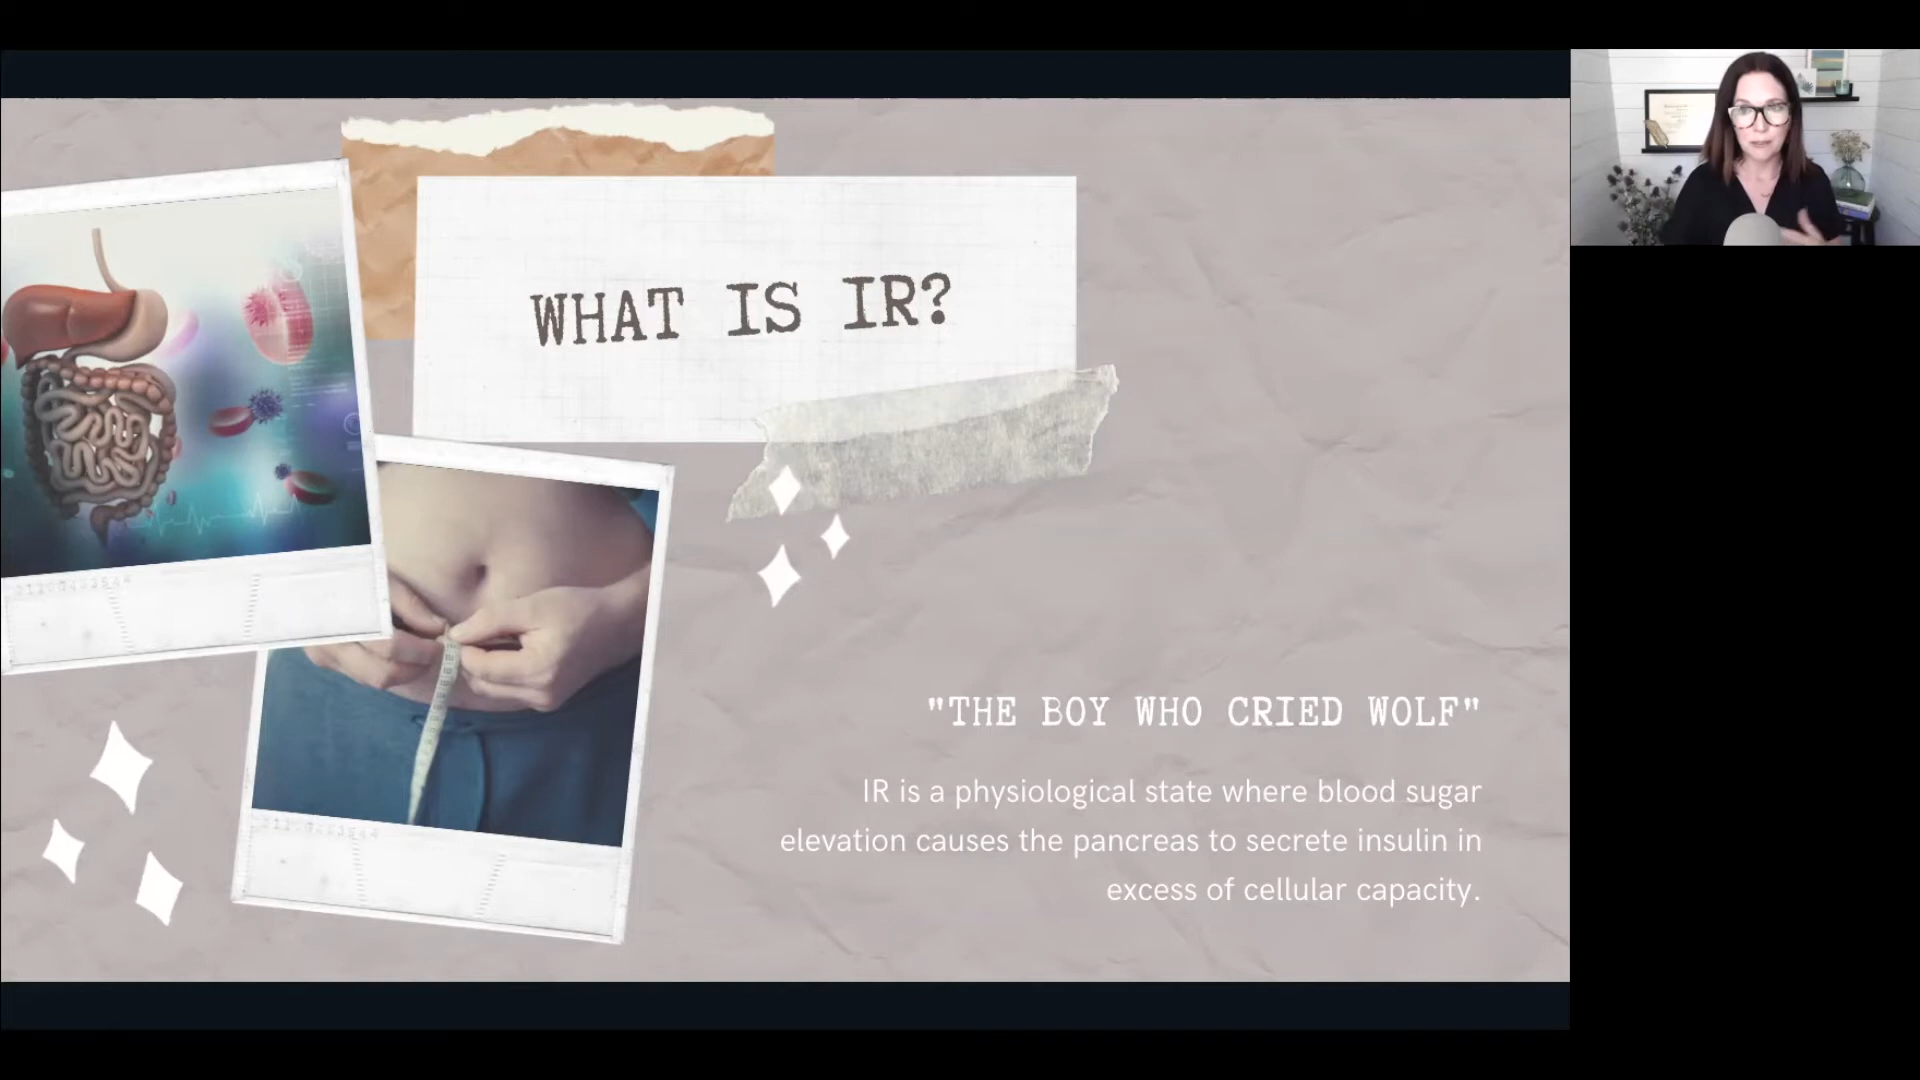 WHAT IS IR?
"THE BOY WHO CRIED WOLF"
IR is a physiological state where blood sugar
elevation causes the pancreas to secrete insulin in
excess of cellular capacity.